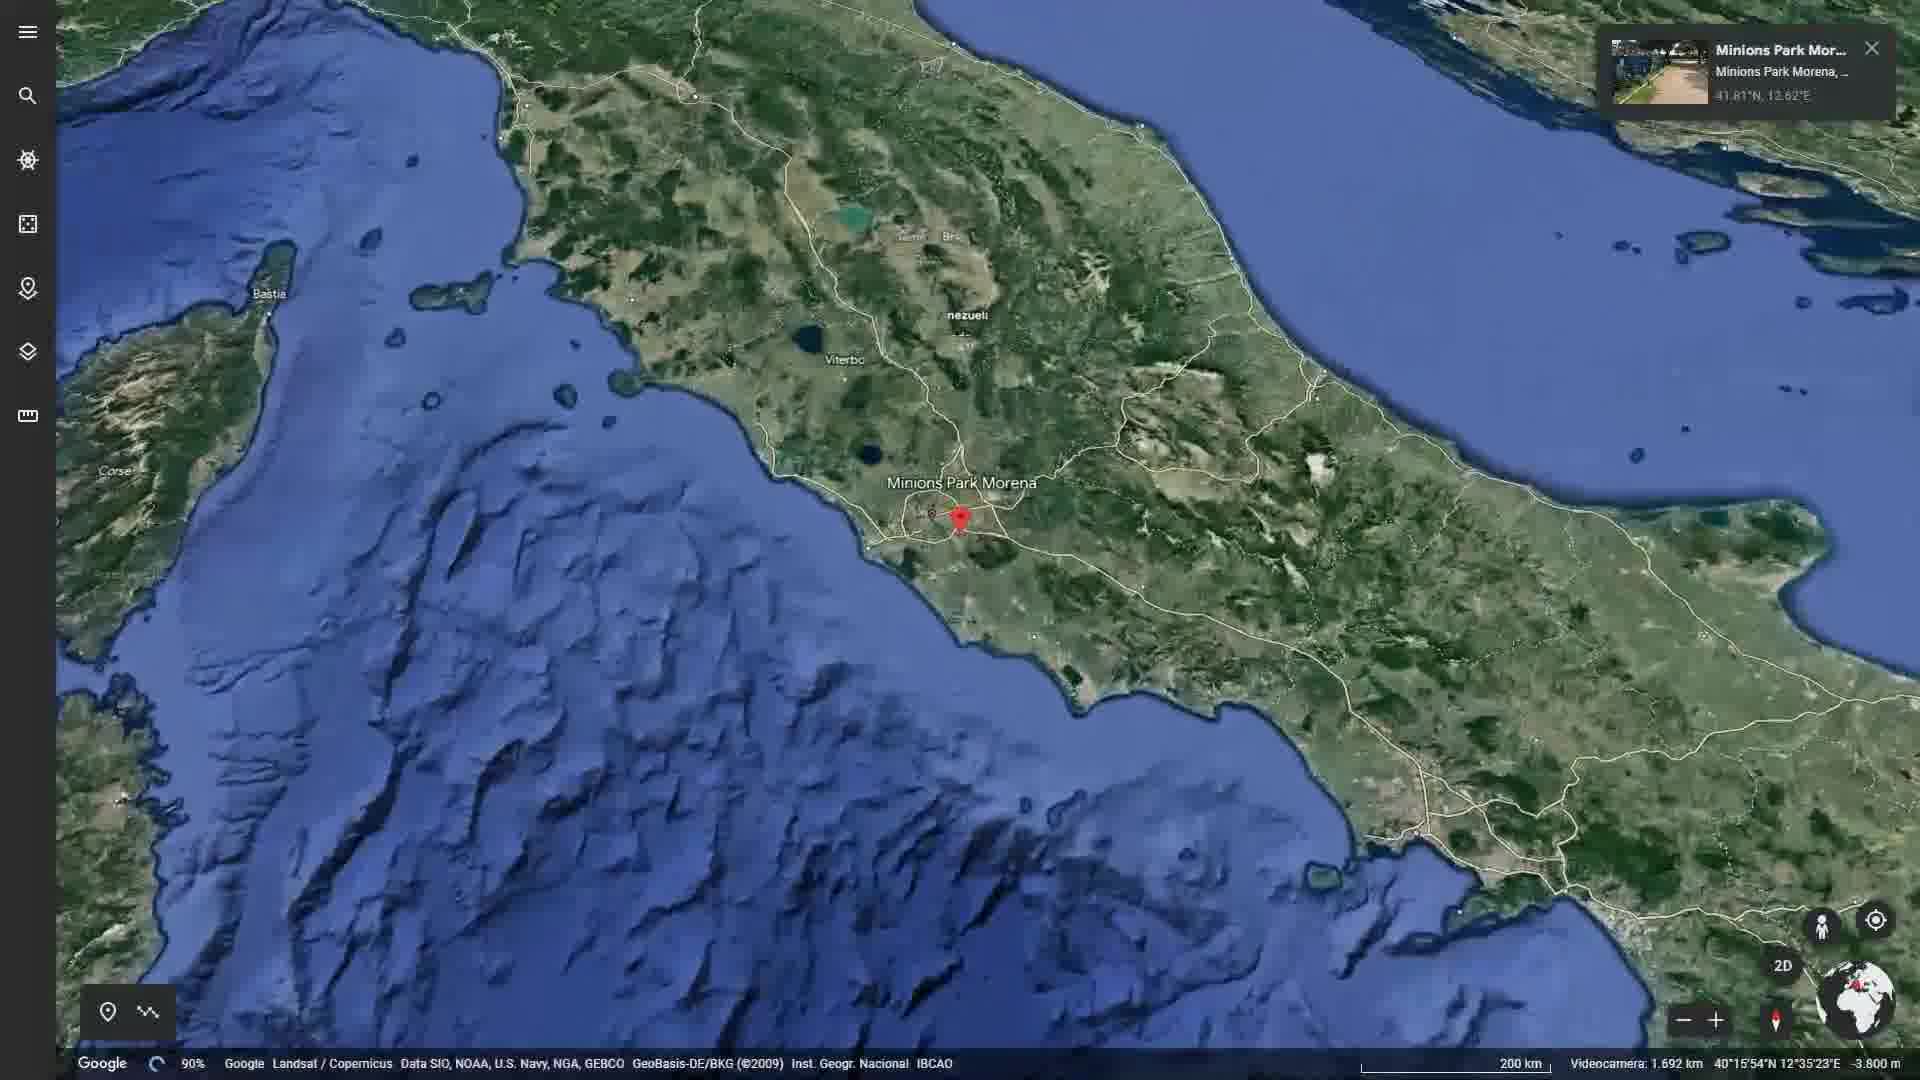 Minions Park Mor...
Minions Park Morena, ...
41.81°N, 12.62°E
Bastia
Viterbo
Corse
Minions Park Morena
2D
Google
90%
Google Landsat / Copernicus Data SIO, NOAA, U.S. Navy, NGA, GEBCO GeoBasis-DE/BKG (©2009) Inst. Geogr. Nacional IBCAO
200 km
Videocamera: 1.692 km
40°15'54"N 12°35'23"E
-3.800 m